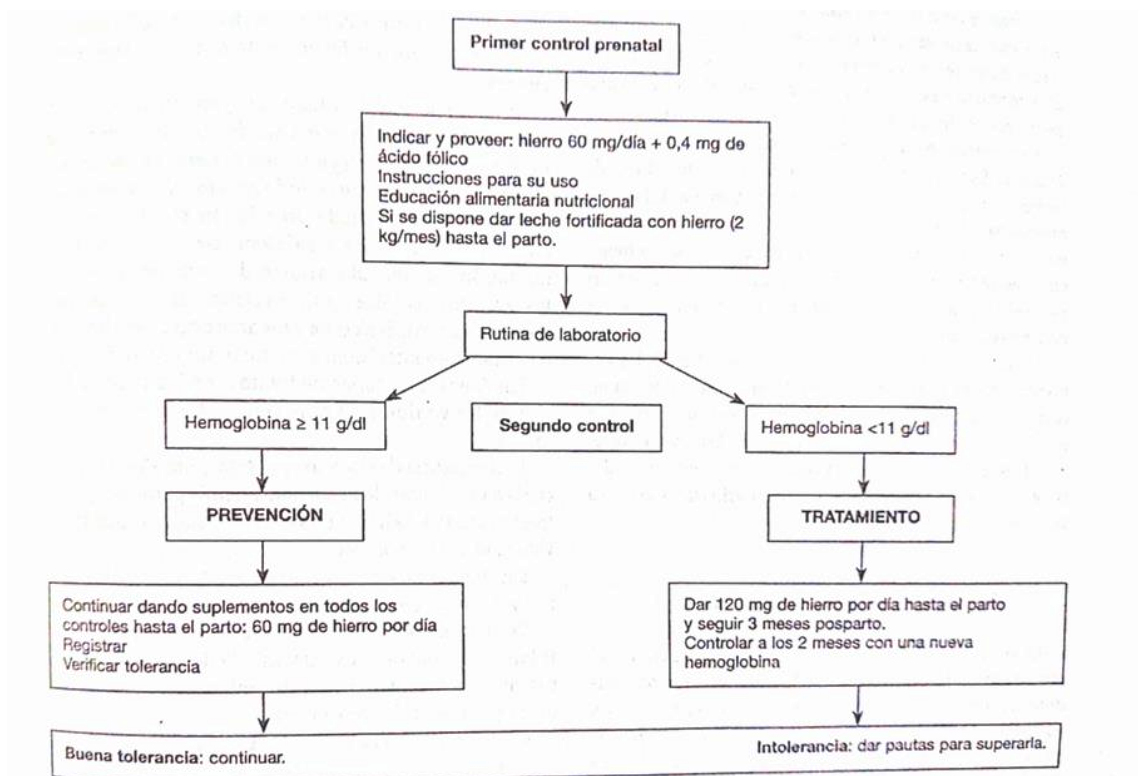 Primer control prenatal
Indicar y proveer: hierro 60 mg/día + 0,4 mg de
ácido fólico
Instrucciones para su uso
Educación alimentaria nutricional
Si se dispone dar leche fortificada con hierro (2
kg/mes) hasta el parto.
Rutina de laboratorio
Hemoglobina ≥ 11 g/dl
Segundo control
Hemoglobina <11 g/dl
PREVENCIÓN
TRATAMIENTO
Continuar dando suplementos en todos los
controles hasta el parto: 60 mg de hierro por día
Registrar
Verificar tolerancia
Dar 120 mg de hierro por día hasta el parto
y seguir 3 meses posparto.
Controlar a los 2 meses con una nueva
hemoglobina
Buena tolerancia: continuar.
Intolerancia: dar pautas para superarla.